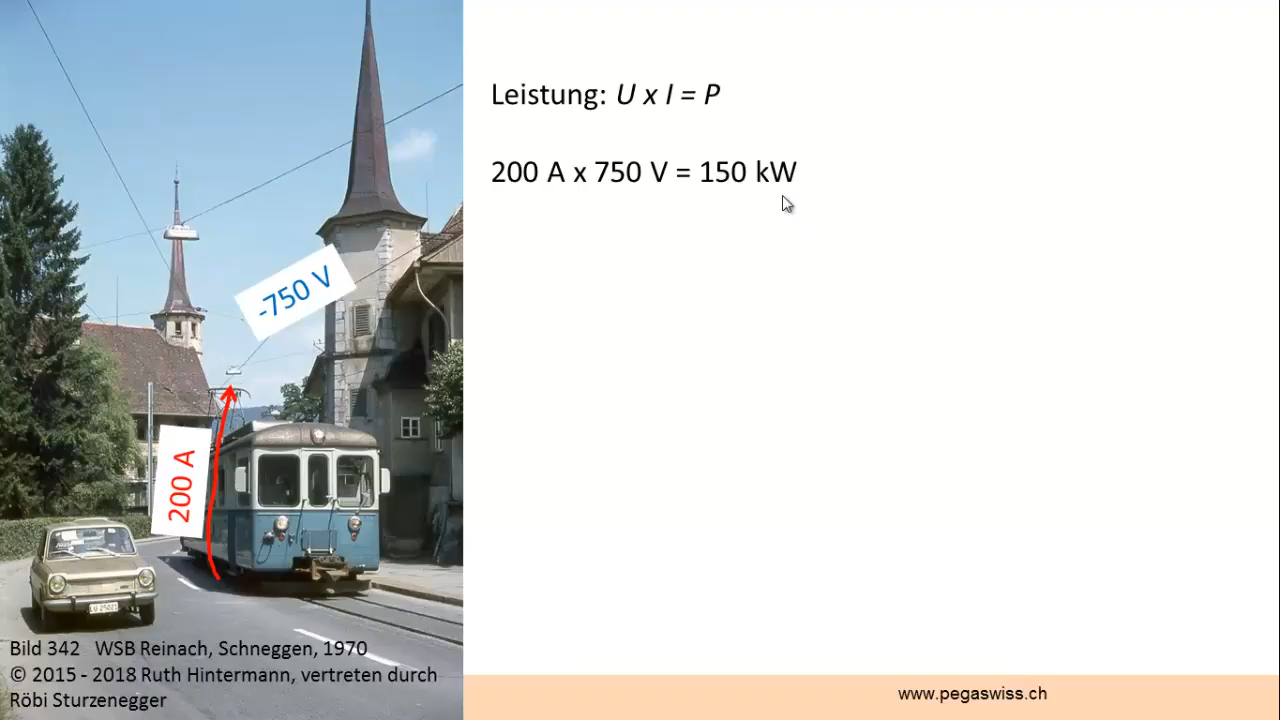 Leistung: U x I = P
200 A x 750 V = 150 kW
-750 V
200 A
Bild 342 WSB Reinach, Schneggen, 1970
© 2015 - 2018 Ruth Hintermann, vertreten durch
Röbi Sturzenegger
www.pegaswiss.ch